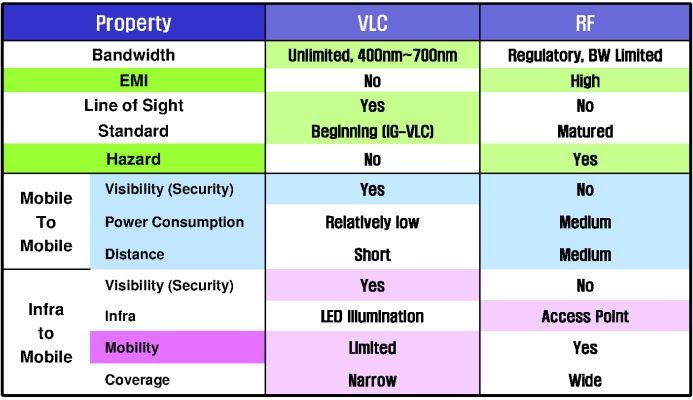 Property VLC RF
Bandwidth Unlimited, 400nm~700nm Regulatory, BW Limited
EMI No High
Line of Sight Yes No
Standard Beginning (IG-VLC) Matured
Hazard No Yes
Mobile To Mobile Visibility (Security) Yes No
Power Consumption Relatively low Medium
Distance Short Medium
Infra to Mobile Visibility (Security) Yes No
Infra LED Illumination Access Point
Mobility Limited Yes
Coverage Narrow Wide